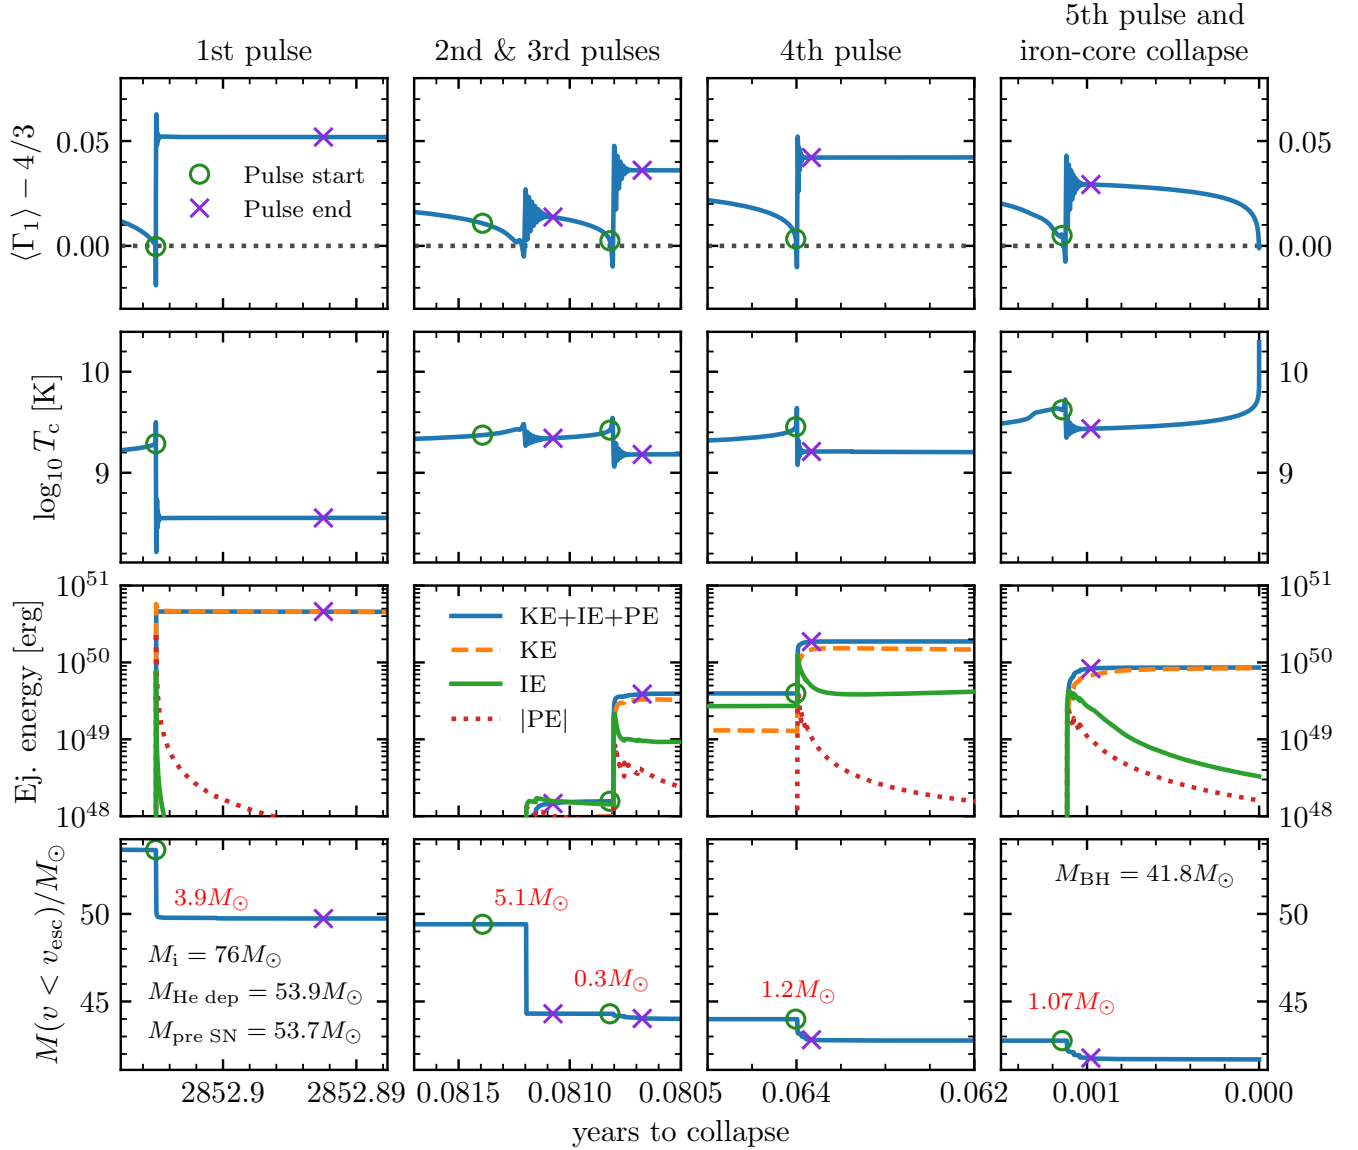 1st pulse
2nd & 3rd pulses
4th pulse
5th pulse and
iron-core collapse
⟨Γ₁⟩ − 4/3
0.05
0.00
Pulse start
Pulse end
0.05
0.00
log₁₀ T_c [K]
10
9
10
9
Ej. energy [erg]
10⁵¹
10⁵⁰
10⁴⁹
10⁴⁸
KE+IE+PE
KE
IE
|PE|
10⁵¹
10⁵⁰
10⁴⁹
10⁴⁸
M(v < v_esc)/M_⊙
50
45
3.9M_⊙
M_i = 76M_⊙
M_He dep = 53.9M_⊙
M_pre SN = 53.7M_⊙
5.1M_⊙
0.3M_⊙
1.2M_⊙
M_BH = 41.8M_⊙
1.07M_⊙
50
45
2852.9
2852.89
0.0815
0.0810
0.0805
0.064
0.062
0.001
0.000
years to collapse